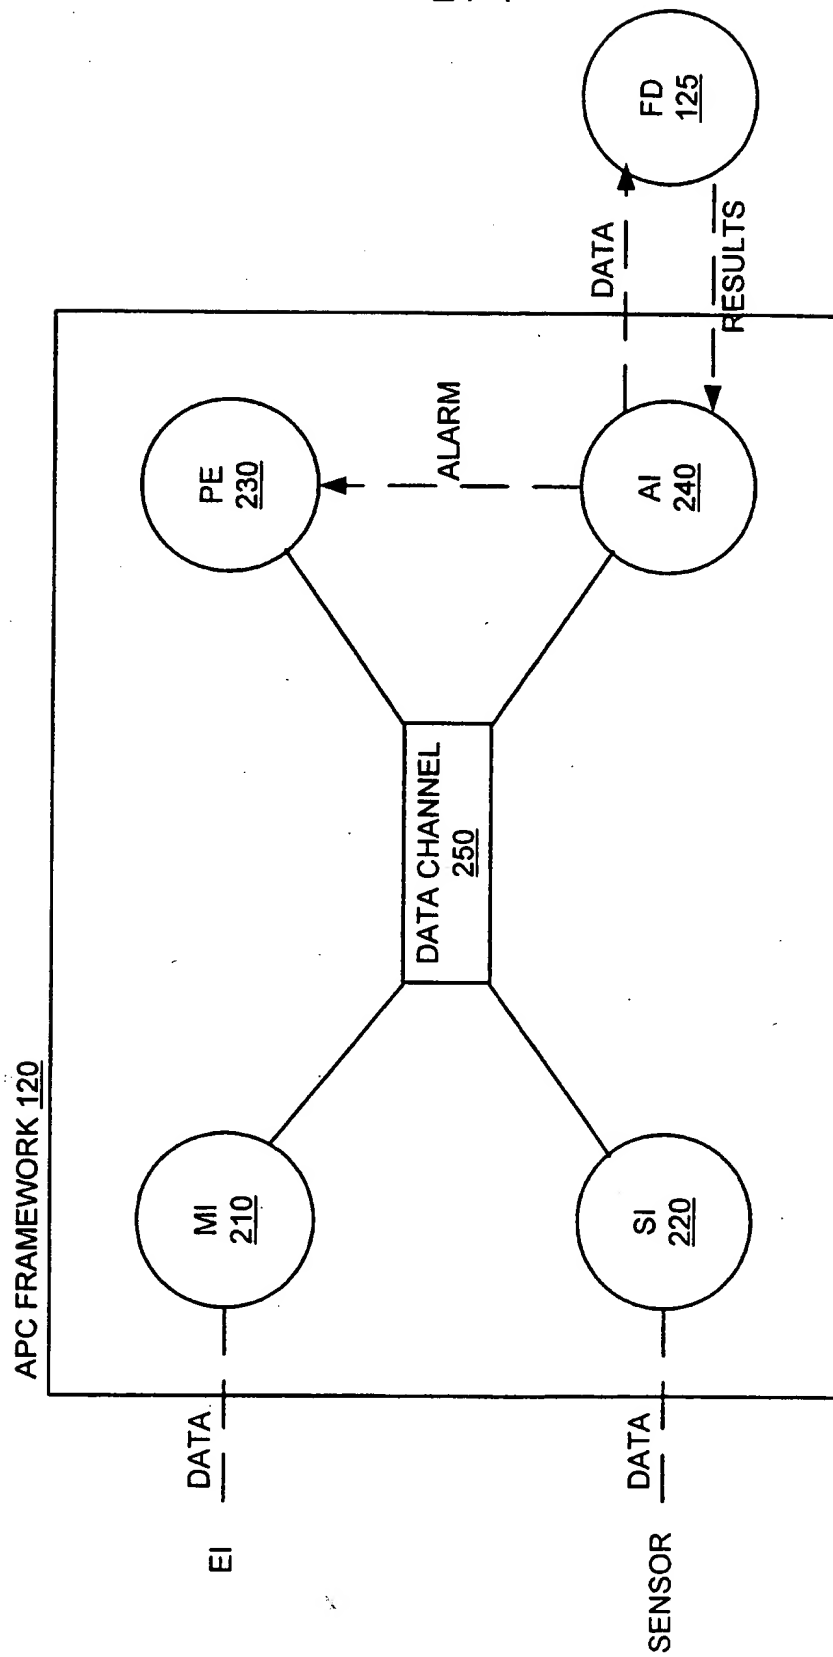 APC FRAMEWORK 120
EI
DATA
MI
210
PE
230
DATA CHANNEL
250
ALARM
SENSOR
DATA
SI
220
AI
240
DATA
RESULTS
FD
125